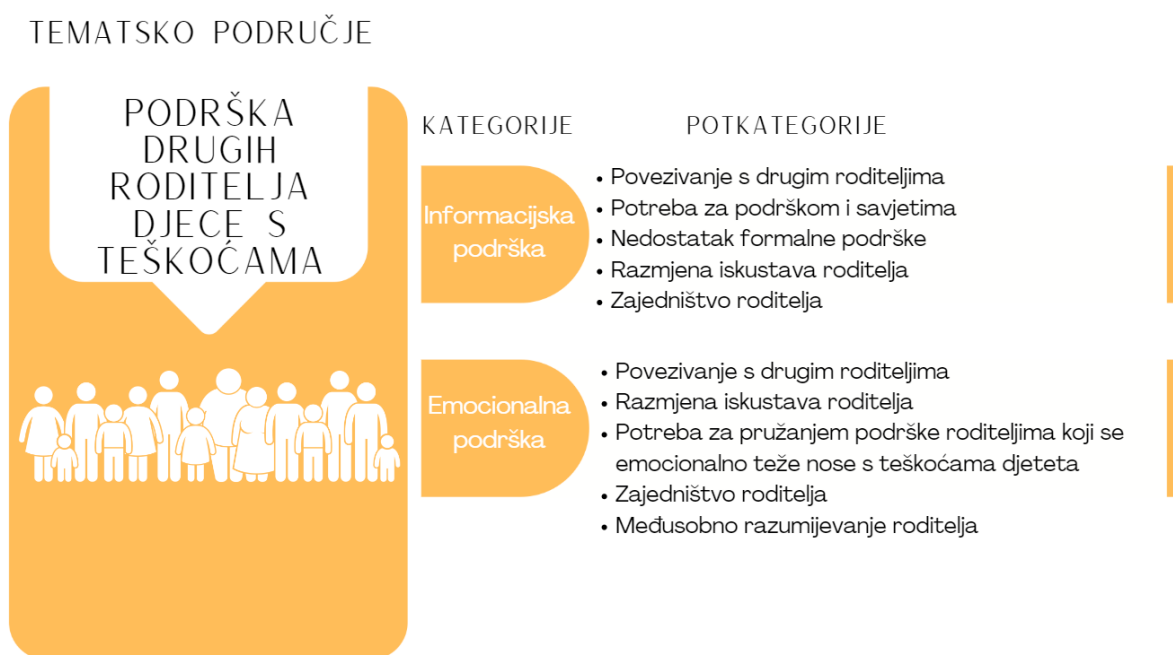 TEMATSKO PODRUČJE
PODRŠKA
DRUGIH
RODITELJA
DJECE S
TEŠKOĆAMA
KATEGORIJE
POTKATEGORIJE
Informacijska
podrška
• Povezivanje s drugim roditeljima
• Potreba za podrškom i savjetima
• Nedostatak formalne podrške
• Razmjena iskustava roditelja
• Zajedništvo roditelja
Emocionalna
podrška
• Povezivanje s drugim roditeljima
• Razmjena iskustava roditelja
• Potreba za pružanjem podrške roditeljima koji se
emocionalno teže nose s teškoćama djeteta
• Zajedništvo roditelja
• Međusobno razumijevanje roditelja